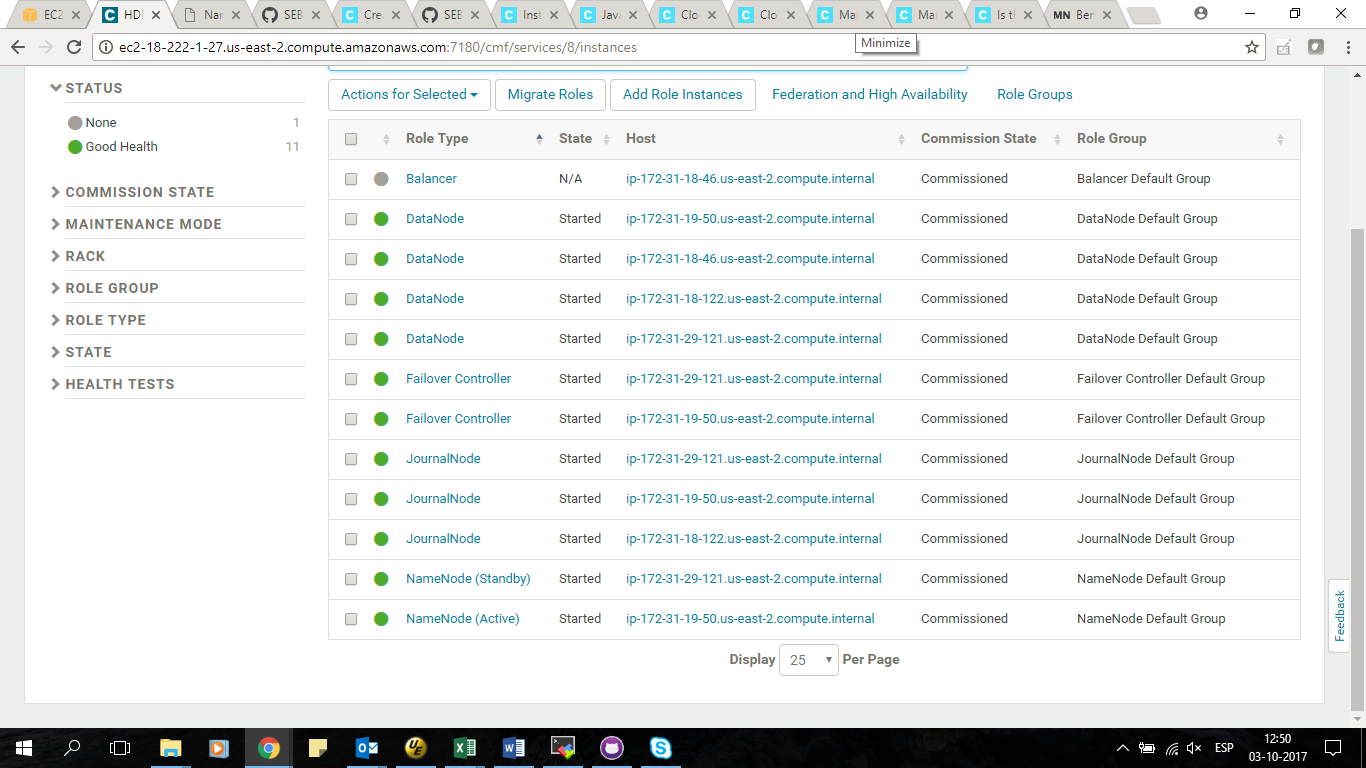 EC2
HDI
Nar
SEB
Cre
SEB
Inst
Java
Clo
Clo
Mai
Ma
Is th
MN Ber
ec2-18-222-1-27.us-east-2.compute.amazonaws.com:7180/cmf/services/8/instances
Minimize
STATUS
None 1
Good Health 11
COMMISSION STATE
MAINTENANCE MODE
RACK
ROLE GROUP
ROLE TYPE
STATE
HEALTH TESTS
Actions for Selected Migrate Roles Add Role Instances Federation and High Availability Role Groups
Role Type State Host Commission State Role Group
Balancer N/A ip-172-31-18-46.us-east-2.compute.internal Commissioned Balancer Default Group
DataNode Started ip-172-31-19-50.us-east-2.compute.internal Commissioned DataNode Default Group
DataNode Started ip-172-31-18-46.us-east-2.compute.internal Commissioned DataNode Default Group
DataNode Started ip-172-31-18-122.us-east-2.compute.internal Commissioned DataNode Default Group
DataNode Started ip-172-31-29-121.us-east-2.compute.internal Commissioned DataNode Default Group
Failover Controller Started ip-172-31-29-121.us-east-2.compute.internal Commissioned Failover Controller Default Group
Failover Controller Started ip-172-31-19-50.us-east-2.compute.internal Commissioned Failover Controller Default Group
JournalNode Started ip-172-31-29-121.us-east-2.compute.internal Commissioned JournalNode Default Group
JournalNode Started ip-172-31-19-50.us-east-2.compute.internal Commissioned JournalNode Default Group
JournalNode Started ip-172-31-18-122.us-east-2.compute.internal Commissioned JournalNode Default Group
NameNode (Standby) Started ip-172-31-29-121.us-east-2.compute.internal Commissioned NameNode Default Group
NameNode (Active) Started ip-172-31-19-50.us-east-2.compute.internal Commissioned NameNode Default Group
Display 25 Per Page
Feedback
ESP
12:50
03-10-2017